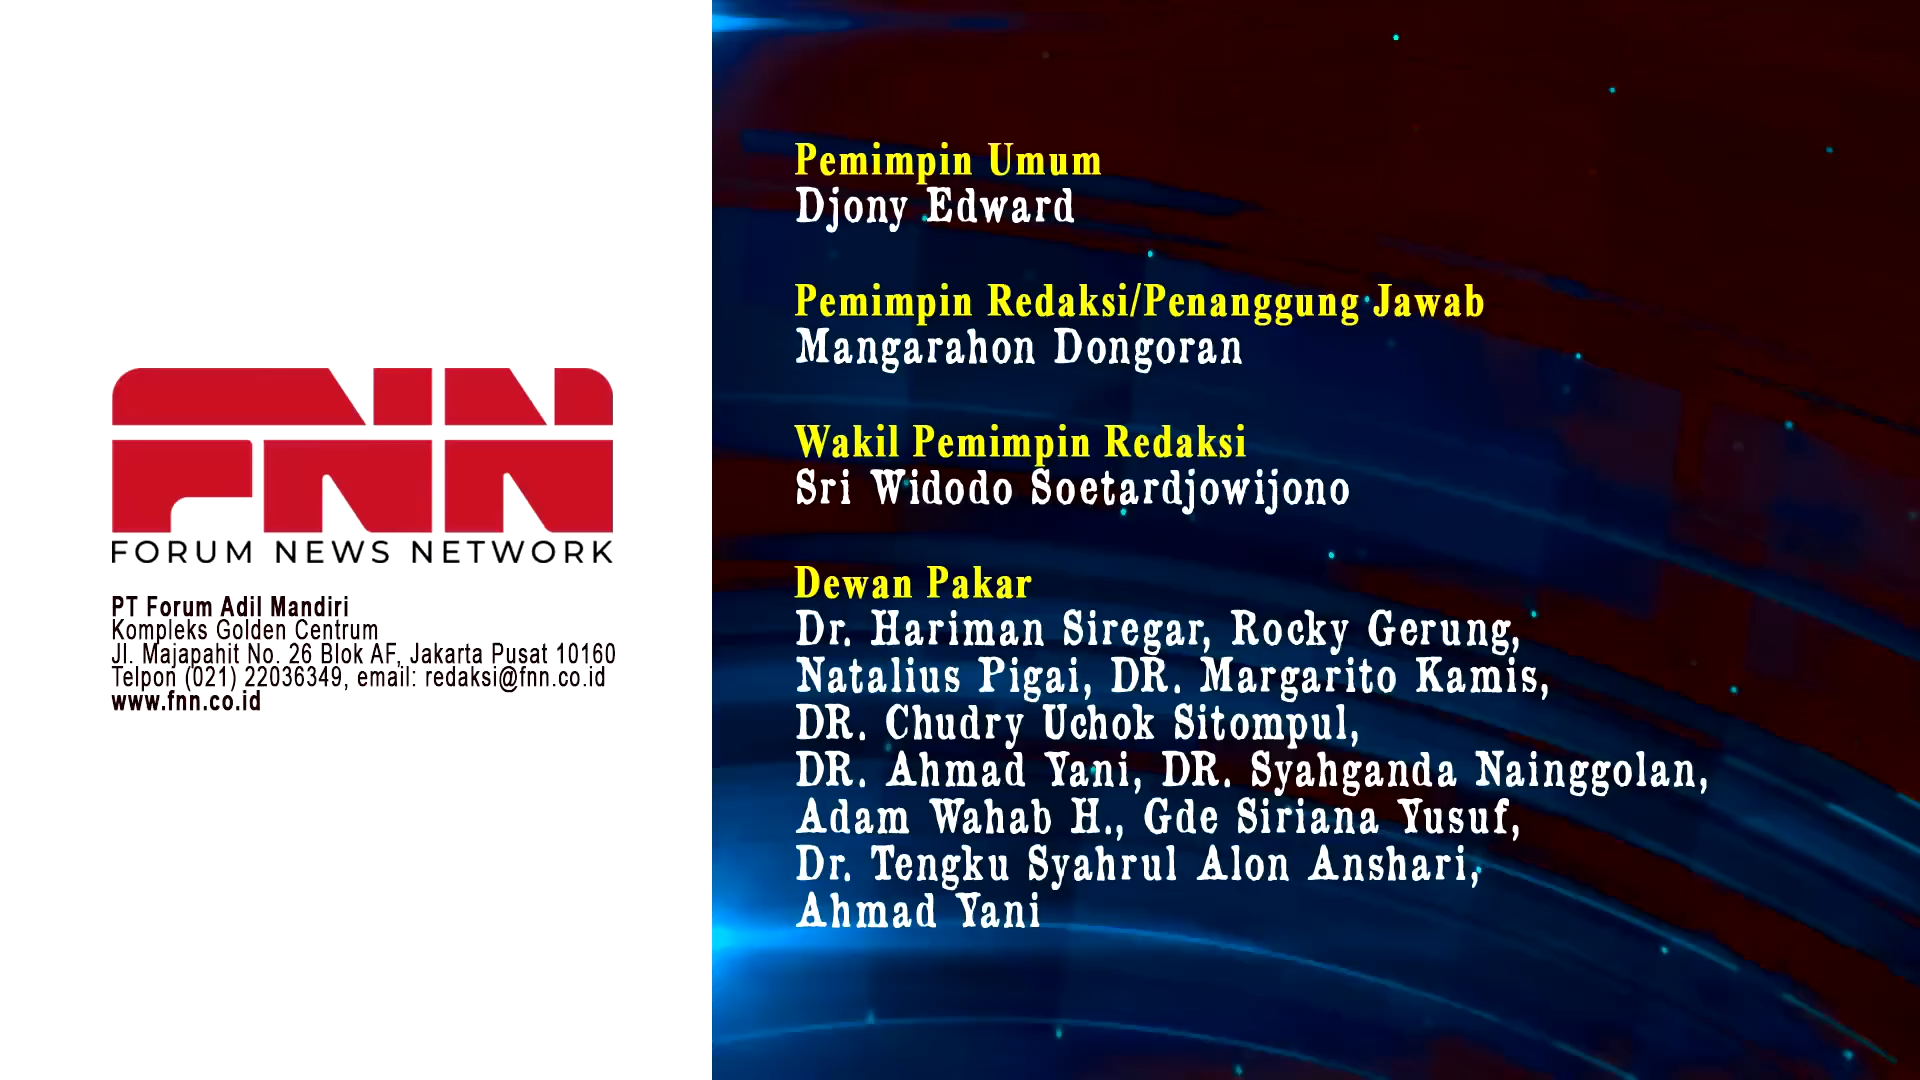 FNN
FORUM NEWS NETWORK
PT Forum Adil Mandiri
Kompleks Golden Centrum
Jl. Majapahit No. 26 Blok AF, Jakarta Pusat 10160
Telpon (021) 22036349, email: redaksi@fnn.co.id
www.fnn.co.id
Pemimpin Umum
Djony Edward
Pemimpin Redaksi/Penanggung Jawab
Mangarahon Dongoran
Wakil Pemimpin Redaksi
Sri Widodo Soetardjowijono
Dewan Pakar
Dr. Hariman Siregar, Rocky Gerung,
Natalius Pigai, DR. Margarito Kamis,
DR. Chudry Uchok Sitompul,
DR. Ahmad Yani, DR. Syahganda Nainggolan,
Adam Wahab H., Gde Siriana Yusuf,
Dr. Tengku Syahrul Alon Anshari,
Ahmad Yani